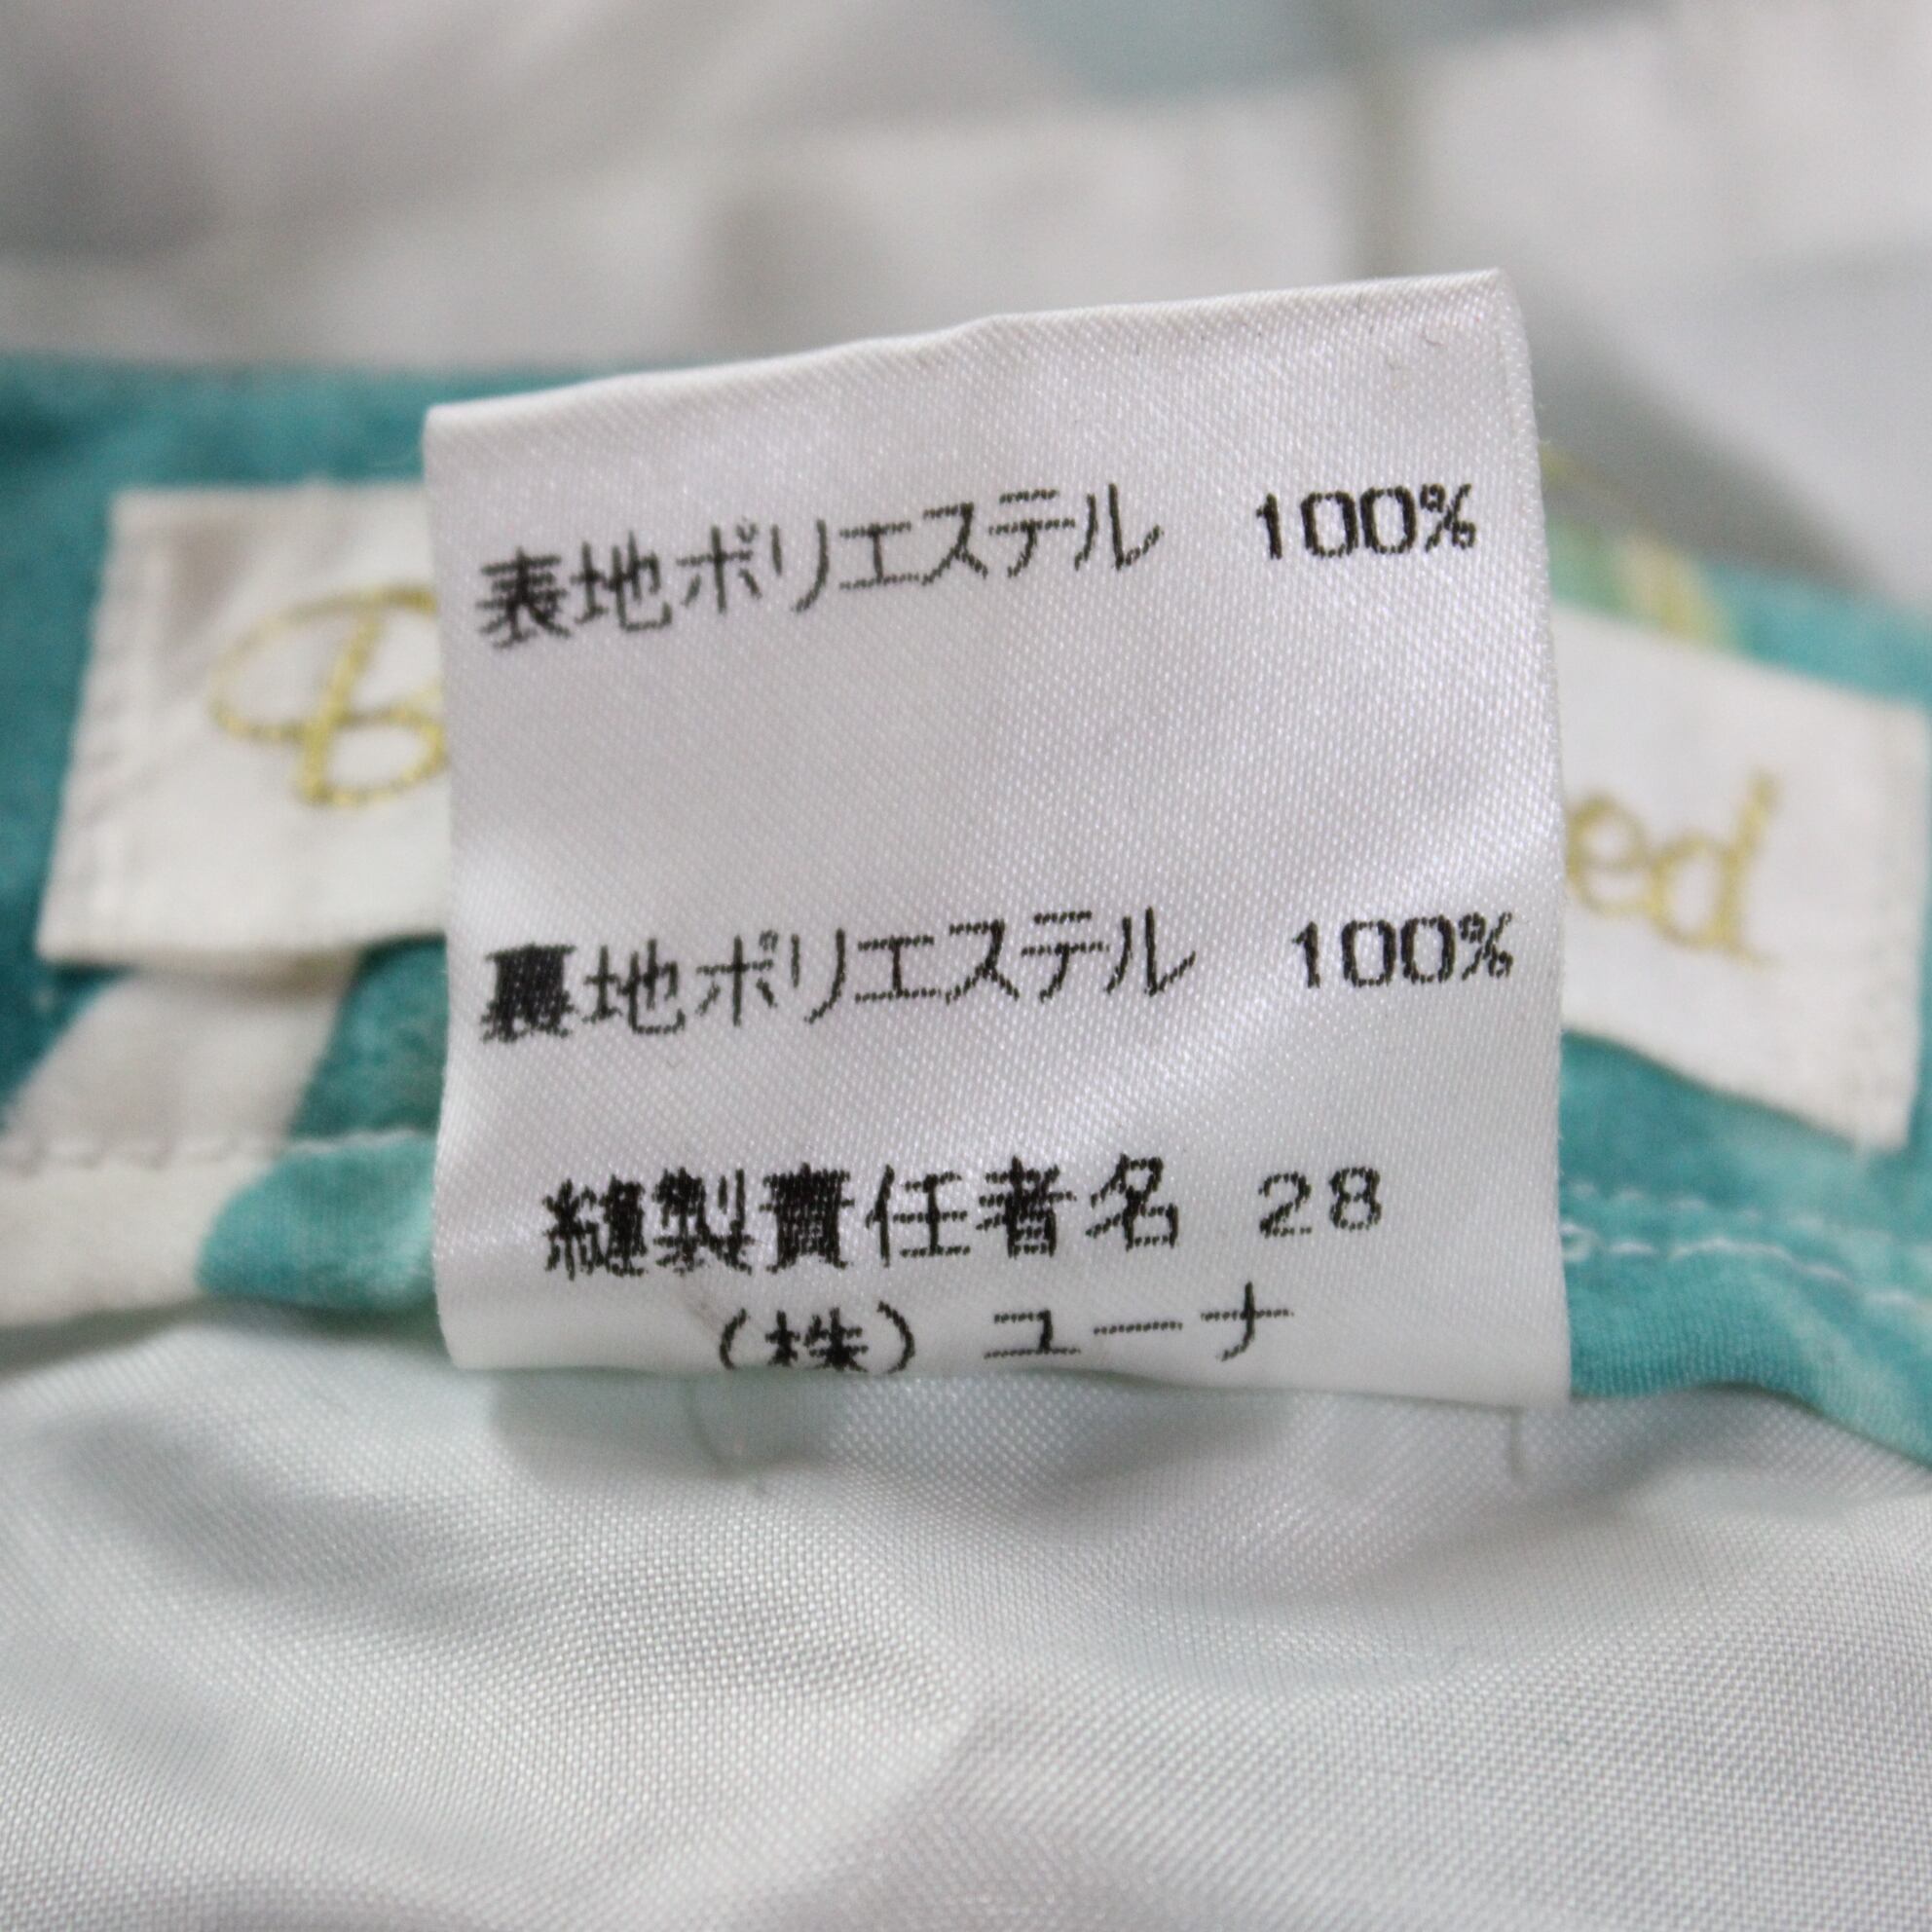 表地ポリエステル 100%
裏地ポリエステル 100%
縫製責任者名 28
(株) ユーナ